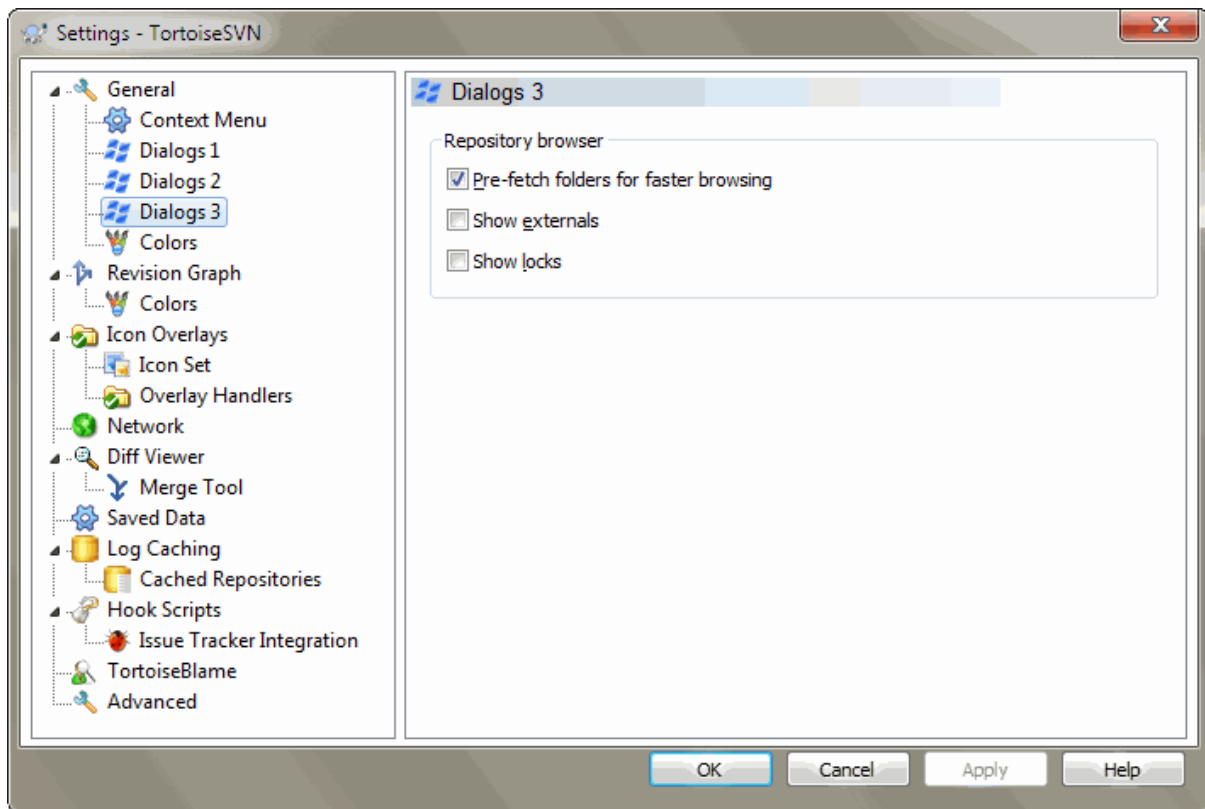 Settings - TortoiseSVN
General
Context Menu
Dialogs 1
Dialogs 2
Dialogs 3
Colors
Revision Graph
Colors
Icon Overlays
Icon Set
Overlay Handlers
Network
Diff Viewer
Merge Tool
Saved Data
Log Caching
Cached Repositories
Hook Scripts
Issue Tracker Integration
TortoiseBlame
Advanced
Dialogs 3
Repository browser
Pre-fetch folders for faster browsing
Show externals
Show locks
OK
Cancel
Apply
Help